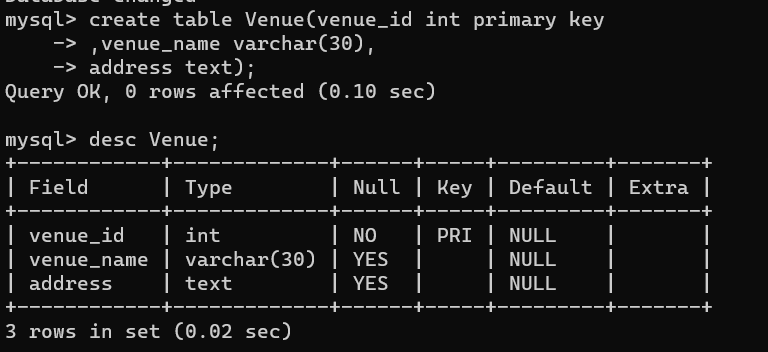 Database changed
mysql> create table Venue(venue_id int primary key
    -> ,venue_name varchar(30),
    -> address text);
Query OK, 0 rows affected (0.10 sec)

mysql> desc Venue;
+------------+-------------+------+-----+---------+-------+
| Field      | Type        | Null | Key | Default | Extra |
+------------+-------------+------+-----+---------+-------+
| venue_id   | int         | NO   | PRI | NULL    |       |
| venue_name | varchar(30) | YES  |     | NULL    |       |
| address    | text        | YES  |     | NULL    |       |
+------------+-------------+------+-----+---------+-------+
3 rows in set (0.02 sec)